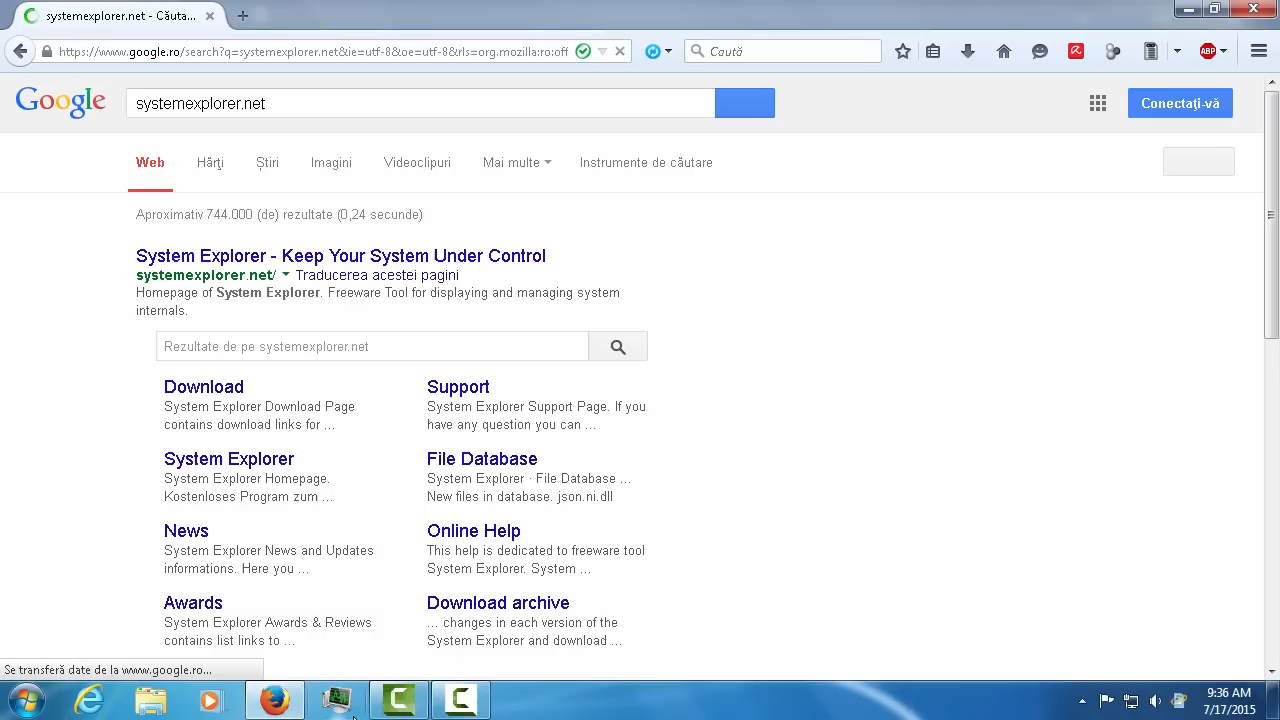 systemexplorer.net - Căuta...
https://www.google.ro/search?q=systemexplorer.net&ie=utf-8&oe=utf-8&rls=org.mozilla:ro:off
Caută
ABP
Google
systemexplorer.net
Conectaţi-vă
Web
Hărţi
Ştiri
Imagini
Videoclipuri
Mai multe
Instrumente de căutare
Aproximativ 744.000 (de) rezultate (0,24 secunde)
System Explorer - Keep Your System Under Control
systemexplorer.net/ Traducerea acestei pagini
Homepage of System Explorer. Freeware Tool for displaying and managing system
internals.
Rezultate de pe systemexplorer.net
Download
System Explorer Download Page
contains download links for ...
Support
System Explorer Support Page. If you
have any question you can ...
System Explorer
System Explorer Homepage.
Kostenloses Program zum ...
File Database
System Explorer · File Database ...
New files in database. json.ni.dll
News
System Explorer News and Updates
informations. Here you ...
Online Help
This help is dedicated to freeware tool
System Explorer. System ...
Awards
System Explorer Awards & Reviews
contains list links to ...
Download archive
... changes in each version of the
System Explorer and download ...
Se transferă date de la www.google.ro...
9:36 AM
7/17/2015